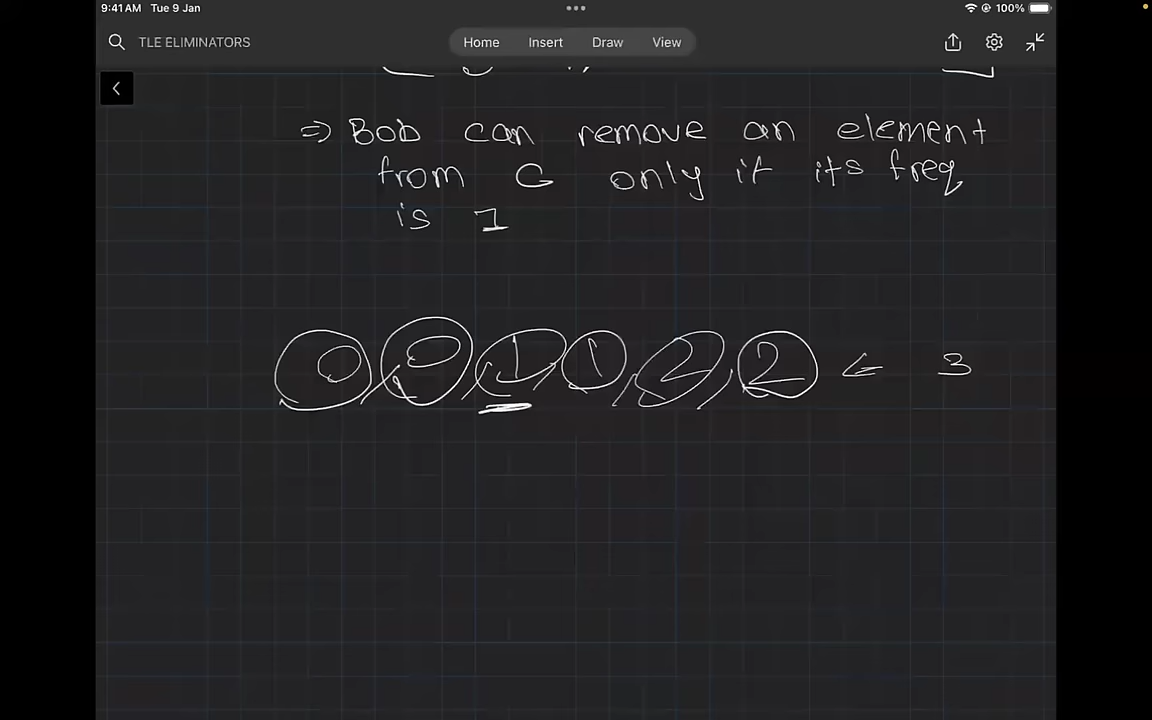 9:41 AM Tue 9 Jan 100%
TLE ELIMINATORS Home Insert Draw View
=> Bob can remove an element
from G only if its freq
is 1
0, 0, 1, 1, 2, 2 ← 3